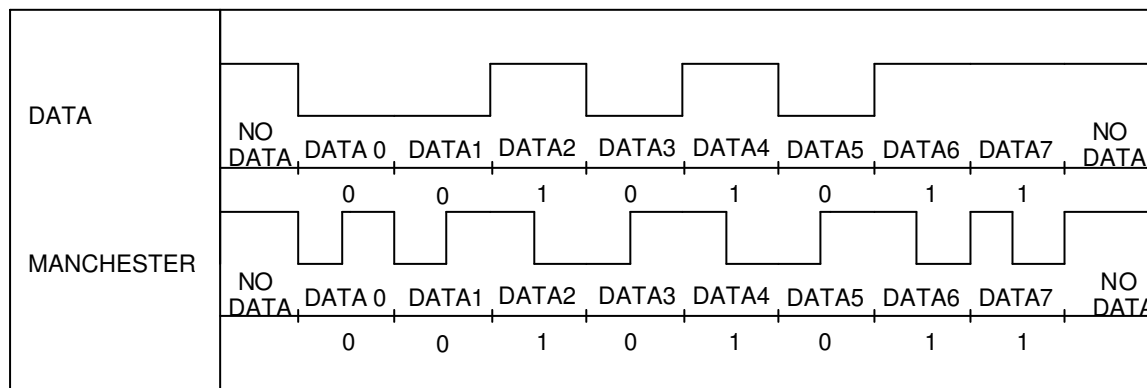 DATA
NO DATA DATA 0 DATA1 DATA2 DATA3 DATA4 DATA5 DATA6 DATA7 NO DATA
0 0 1 0 1 0 1 1
MANCHESTER
NO DATA DATA 0 DATA1 DATA2 DATA3 DATA4 DATA5 DATA6 DATA7 NO DATA
0 0 1 0 1 0 1 1